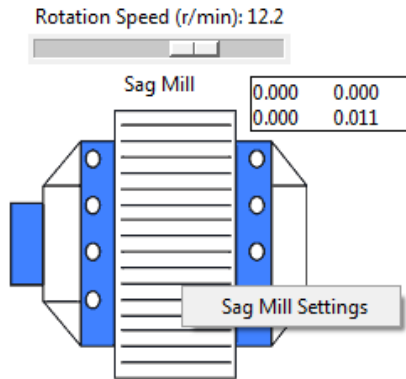 Rotation Speed (r/min): 12.2
Sag Mill
0.000 0.000
0.000 0.011
Sag Mill Settings